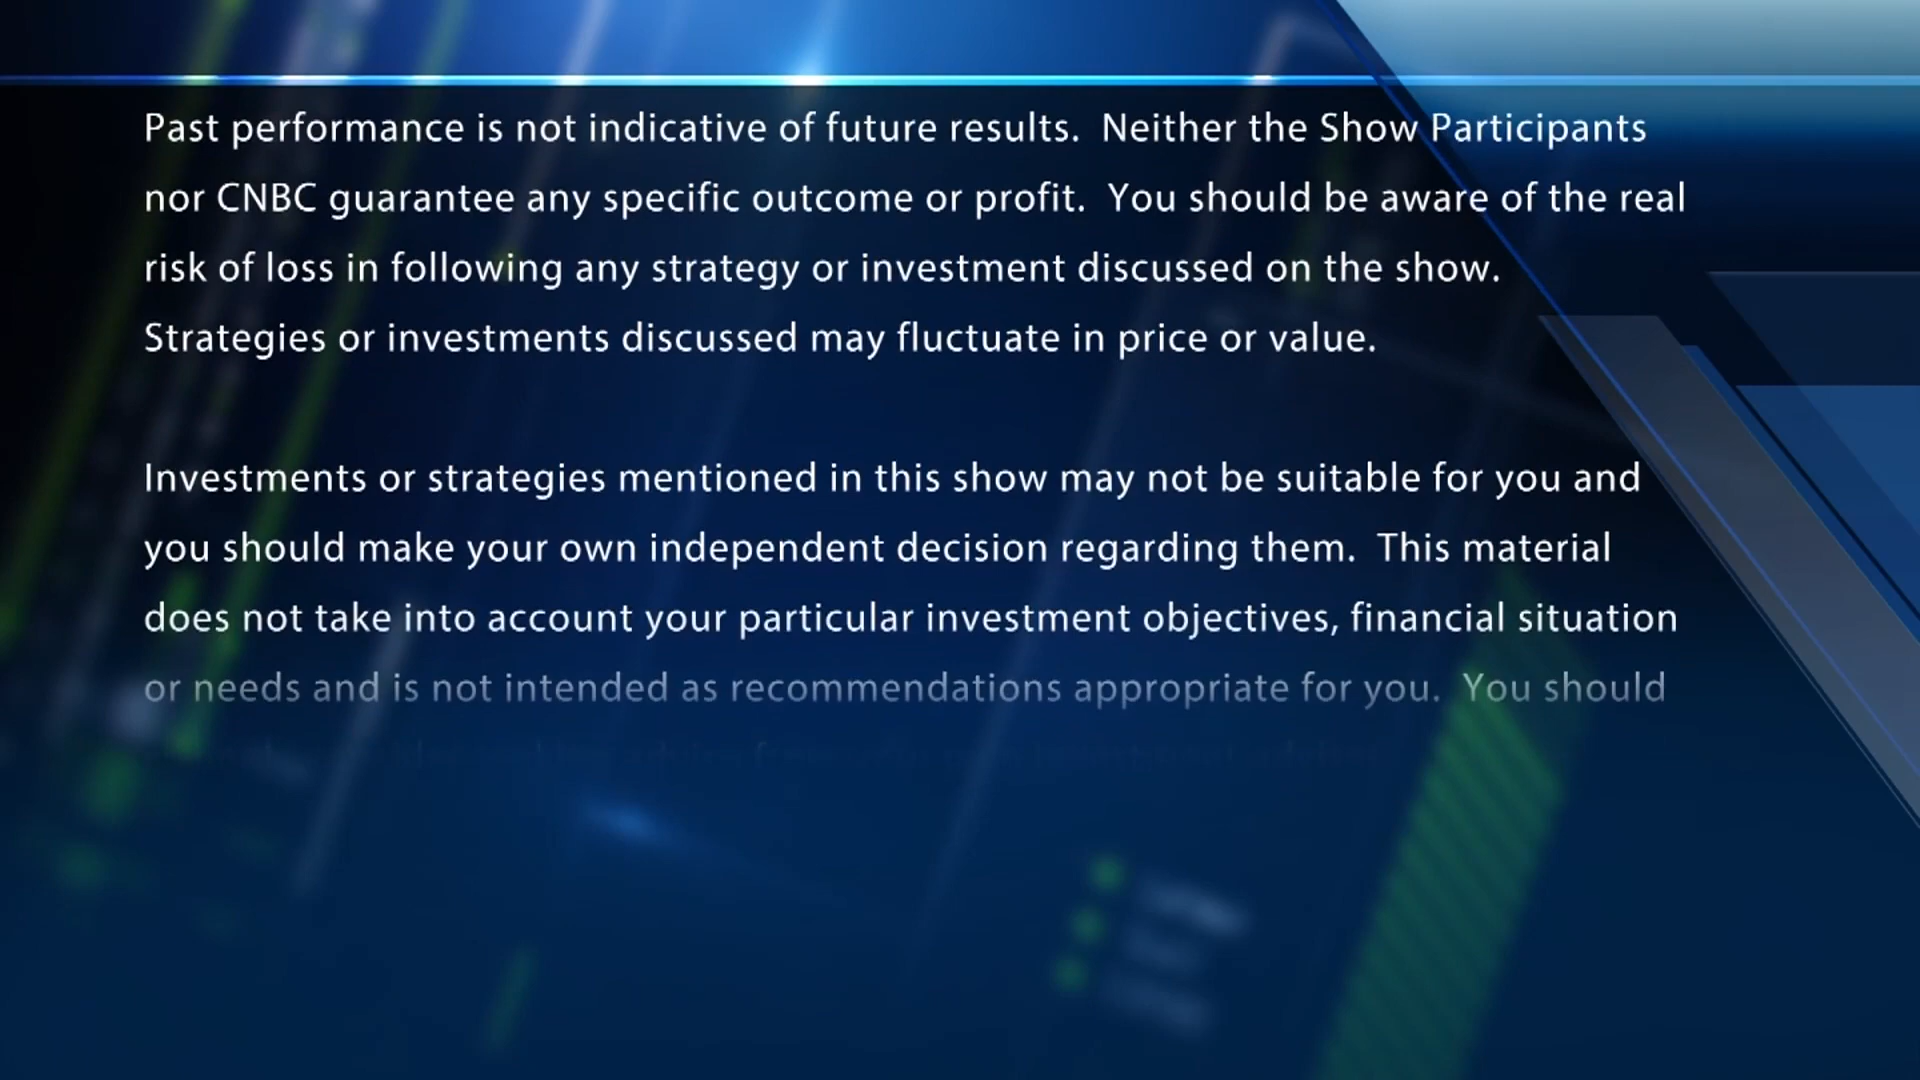 Past performance is not indicative of future results.  Neither the Show Participants
nor CNBC guarantee any specific outcome or profit.  You should be aware of the real
risk of loss in following any strategy or investment discussed on the show.
Strategies or investments discussed may fluctuate in price or value.
Investments or strategies mentioned in this show may not be suitable for you and
you should make your own independent decision regarding them.  This material
does not take into account your particular investment objectives, financial situation
or needs and is not intended as recommendations appropriate for you.  You should